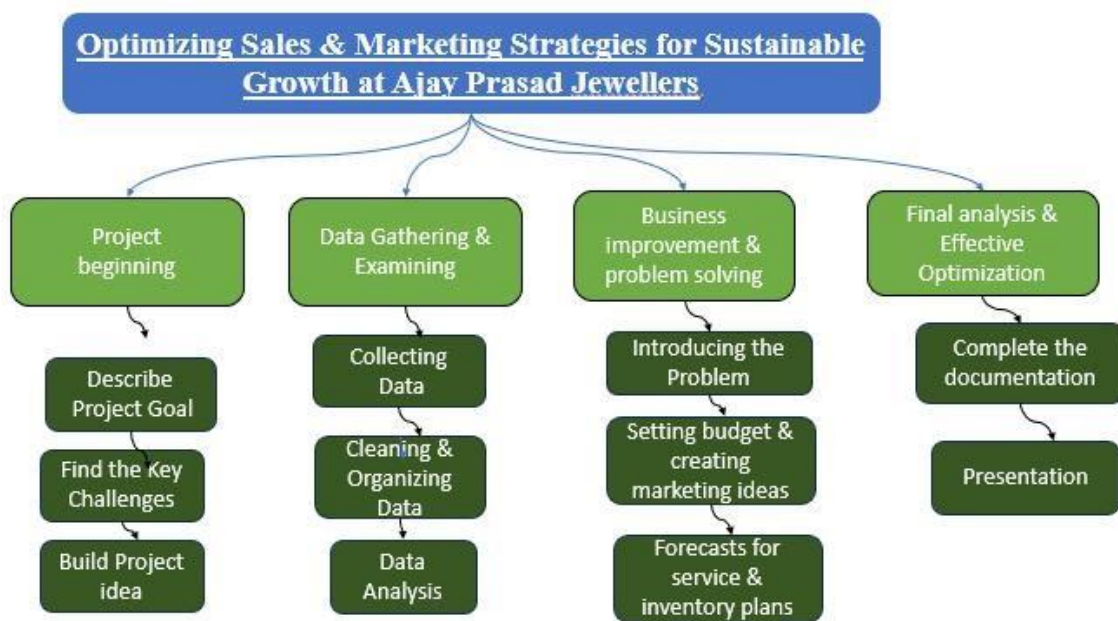 Optimizing Sales & Marketing Strategies for Sustainable
Growth at Ajay Prasad Jewellers
Project
beginning
Describe
Project Goal
Find the Key
Challenges
Build Project
idea
Data Gathering &
Examining
Collecting
Data
Cleaning &
Organizing
Data
Data
Analysis
Business
improvement &
problem solving
Introducing the
Problem
Setting budget &
creating
marketing ideas
Forecasts for
service &
inventory plans
Final analysis &
Effective
Optimization
Complete the
documentation
Presentation